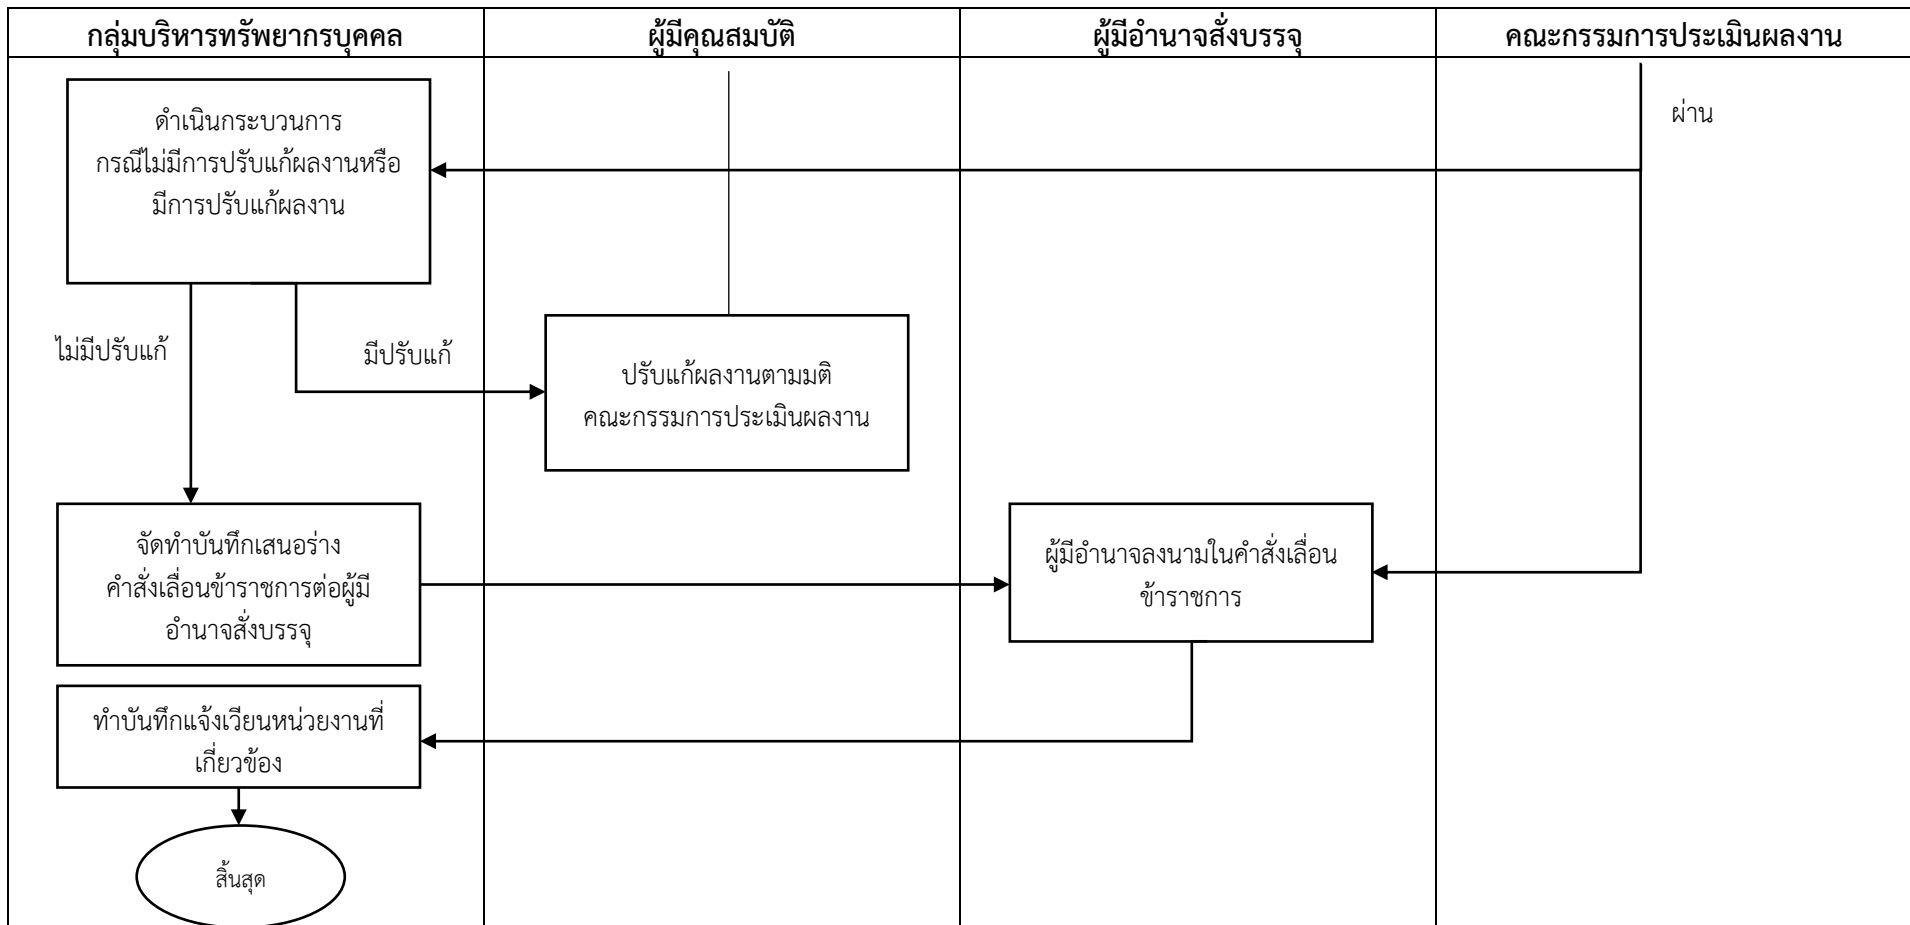 กลุ่มบริหารทรัพยากรบุคคล
ผู้มีคุณสมบัติ
ผู้มีอำนาจสั่งบรรจุ
คณะกรรมการประเมินผลงาน
ผ่าน
ดำเนินกระบวนการ
กรณีไม่มีการปรับแก้ผลงานหรือ
มีการปรับแก้ผลงาน
ไม่มีปรับแก้
มีปรับแก้
ปรับแก้ผลงานตามมติ
คณะกรรมการประเมินผลงาน
จัดทำบันทึกเสนอร่าง
คำสั่งเลื่อนข้าราชการต่อผู้มี
อำนาจสั่งบรรจุ
ผู้มีอำนาจลงนามในคำสั่งเลื่อน
ข้าราชการ
ทำบันทึกแจ้งเวียนหน่วยงานที่
เกี่ยวข้อง
สิ้นสุด